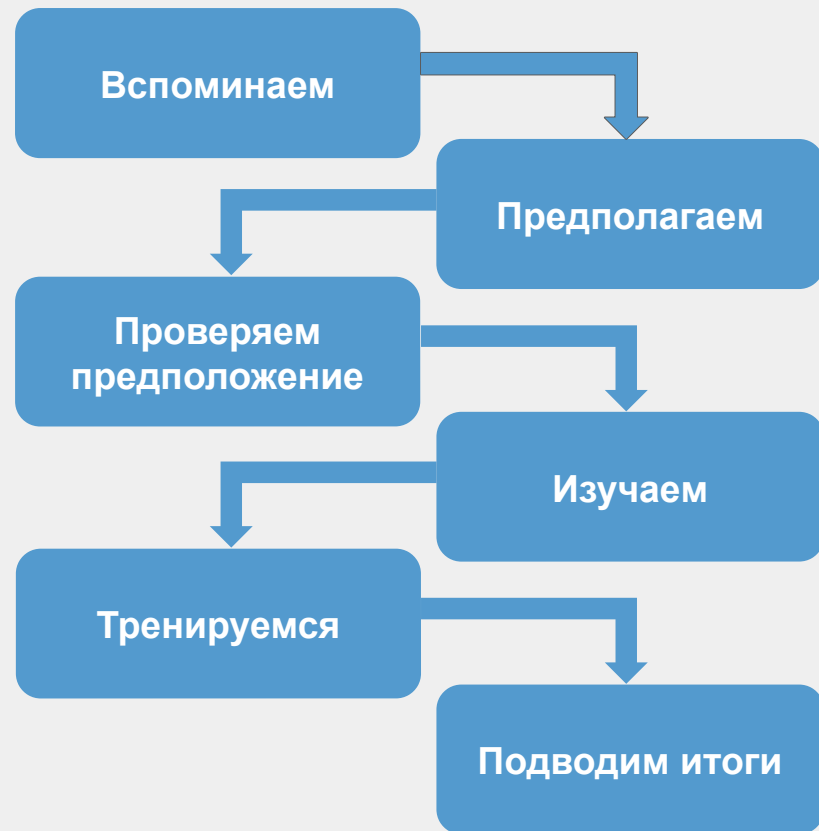 Вспоминаем
Предполагаем
Проверяем
предположение
Изучаем
Тренируемся
Подводим итоги